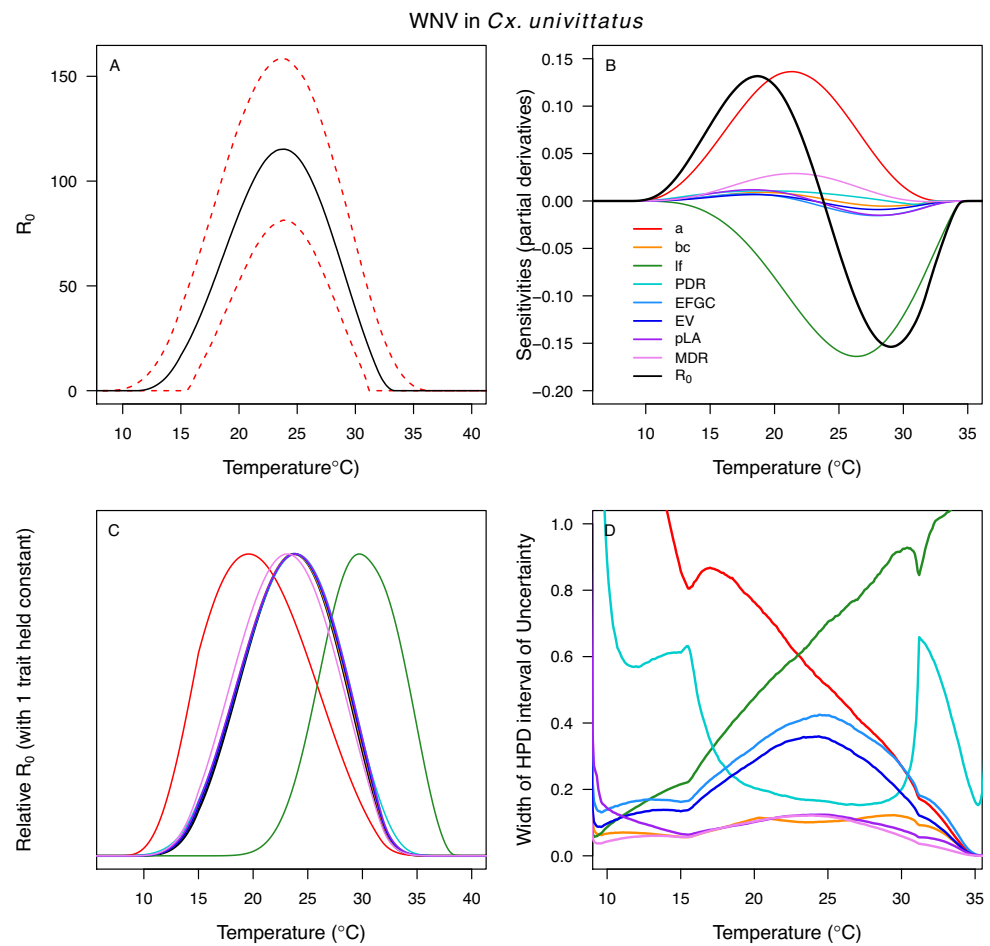 WNV in Cx. univittatus
A
150
100
50
0
R0
10 15 20 25 30 35 40
Temperature°C)
B
0.15
0.10
0.05
0.00
−0.05
−0.10
−0.15
−0.20
Sensitivities (partial derivatives)
a
bc
lf
PDR
EFGC
EV
pLA
MDR
R0
10 15 20 25 30 35
Temperature (°C)
C
Relative R0 (with 1 trait held constant)
10 15 20 25 30 35 40
Temperature (°C)
D
1.0
0.8
0.6
0.4
0.2
0.0
Width of HPD interval of Uncertainty
10 15 20 25 30 35
Temperature (°C)